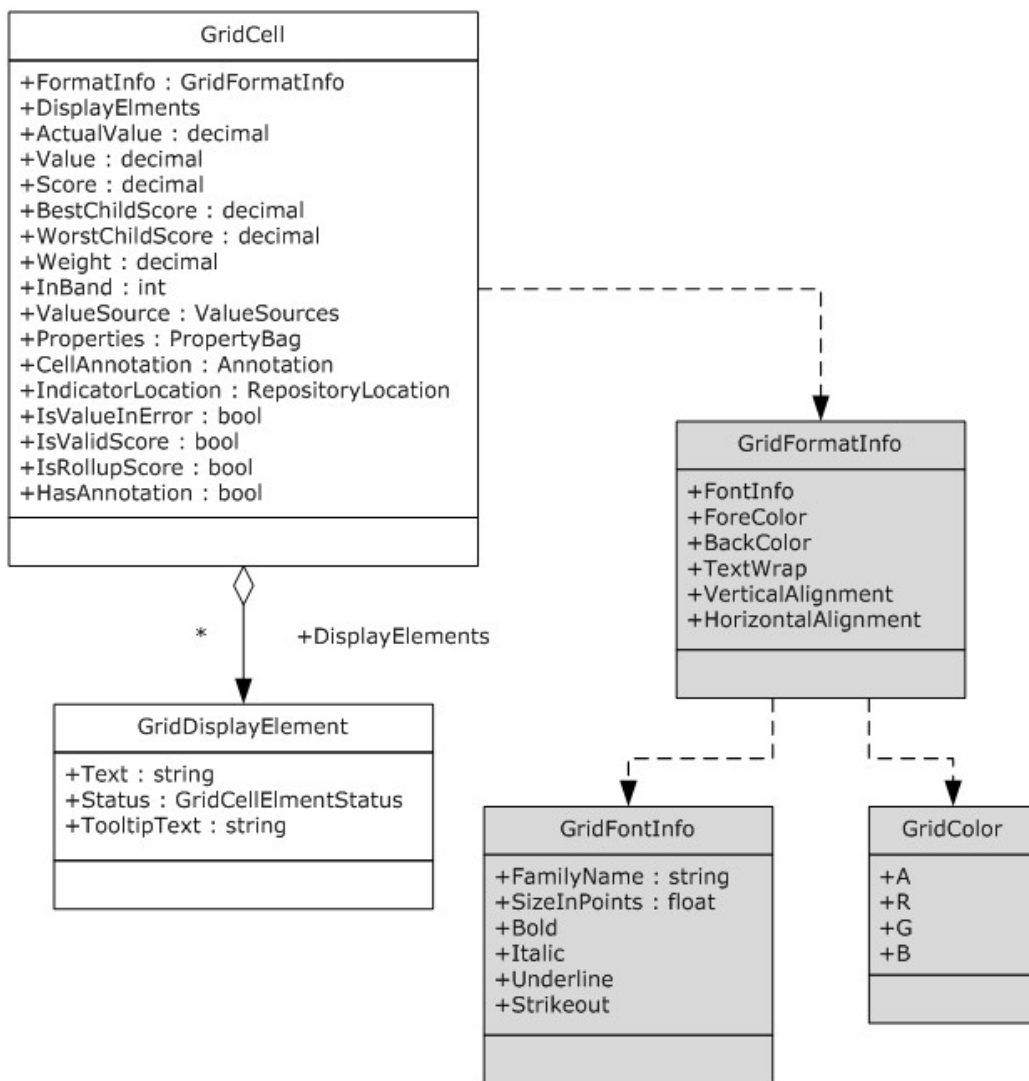 GridCell
+FormatInfo : GridFormatInfo
+DisplayElments
+ActualValue : decimal
+Value : decimal
+Score : decimal
+BestChildScore : decimal
+WorstChildScore : decimal
+Weight : decimal
+InBand : int
+ValueSource : ValueSources
+Properties : PropertyBag
+CellAnnotation : Annotation
+IndicatorLocation : RepositoryLocation
+IsValueInError : bool
+IsValidScore : bool
+IsRollupScore : bool
+HasAnnotation : bool
* +DisplayElements
GridDisplayElement
+Text : string
+Status : GridCellElmentStatus
+TooltipText : string
GridFormatInfo
+FontInfo
+ForeColor
+BackColor
+TextWrap
+VerticalAlignment
+HorizontalAlignment
GridFontInfo
+FamilyName : string
+SizeInPoints : float
+Bold
+Italic
+Underline
+Strikeout
GridColor
+A
+R
+G
+B